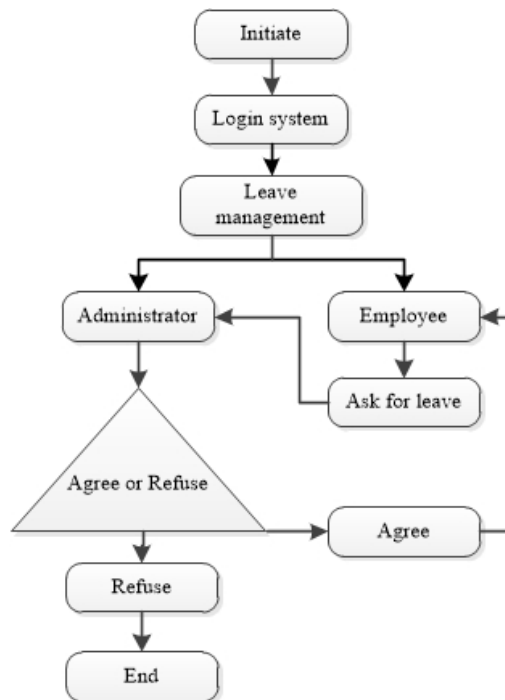 Initiate
Login system
Leave
management
Administrator
Employee
Ask for leave
Agree or Refuse
Agree
Refuse
End